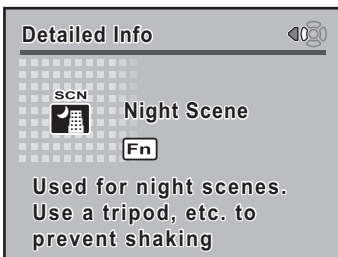 Detailed Info
SCN
Night Scene
Fn
Used for night scenes.
Use a tripod, etc. to
prevent shaking